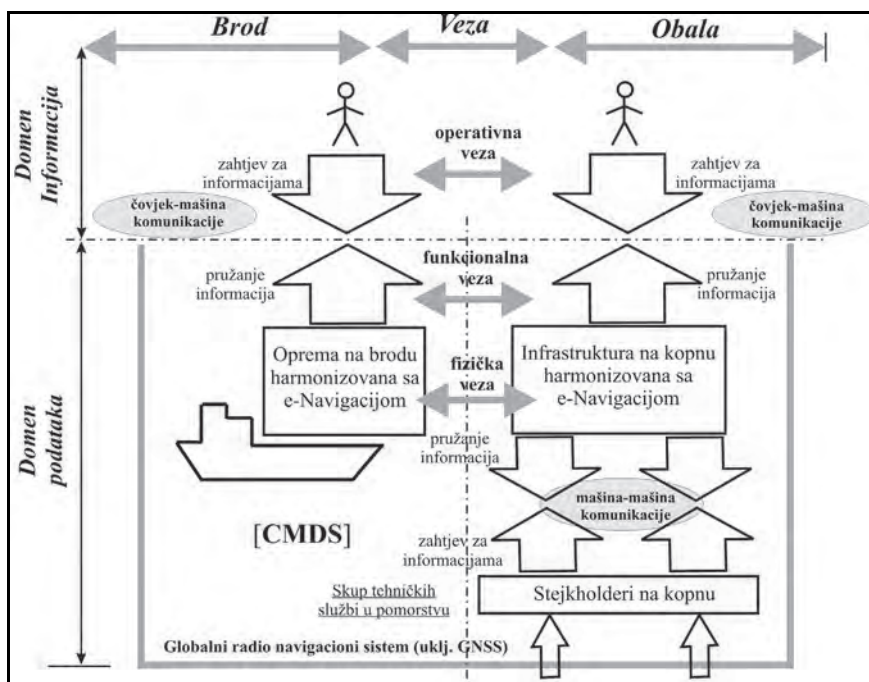 Brod
Veza
Obala
Domen
Informacija
operativna
veza
zahtjev za
informacijama
zahtjev za
informacijama
čovjek-mašina
komunikacije
čovjek-mašina
komunikacije
pružanje
informacija
funkcionalna
veza
pružanje
informacija
Domen
podataka
Oprema na brodu
harmonizovana sa
e-Navigacijom
fizička
veza
Infrastruktura na kopnu
harmonizovana sa
e-Navigacijom
pružanje
informacija
mašina-mašina
komunikacije
[CMDS]
zahtjev za
informacijama
Skup tehničkih
službi u pomorstvu
Stejkholderi na kopnu
Globalni radio navigacioni sistem (uklj. GNSS)